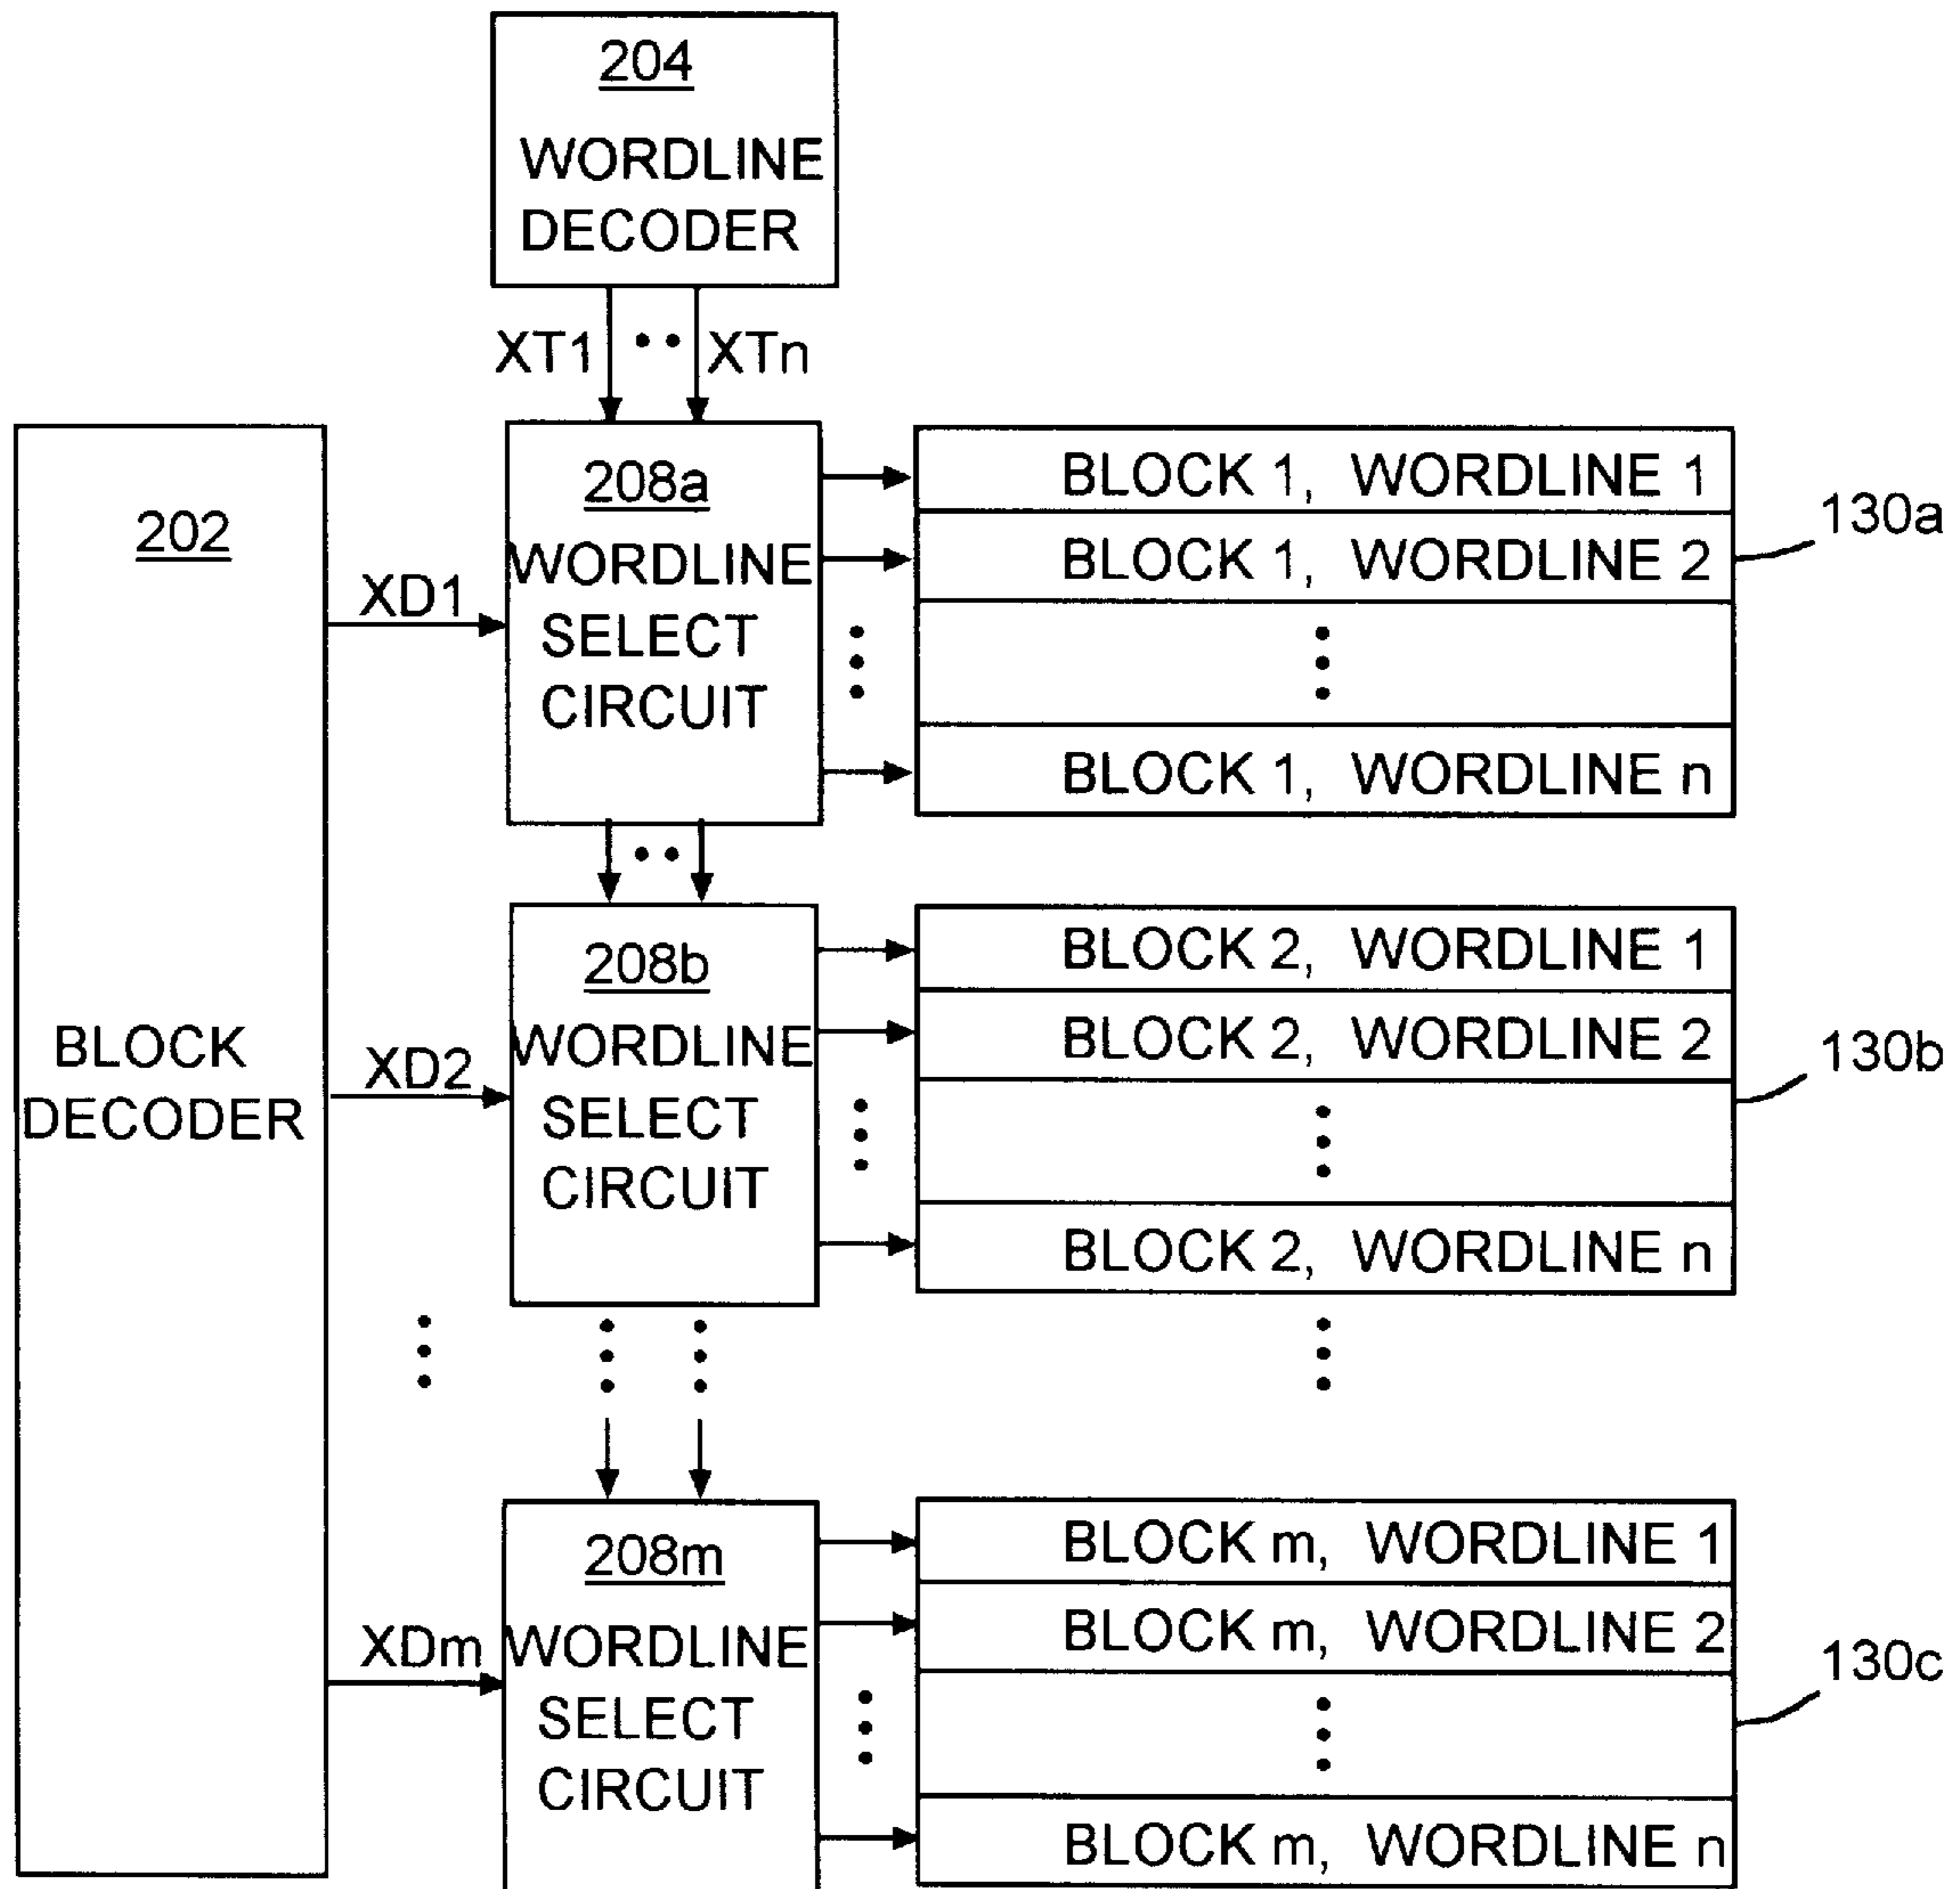 204
WORDLINE
DECODER
XT1 •• XTn
202
BLOCK
DECODER
XD1
208a
WORDLINE
SELECT
CIRCUIT
BLOCK 1, WORDLINE 1
BLOCK 1, WORDLINE 2
BLOCK 1, WORDLINE n
130a
XD2
208b
WORDLINE
SELECT
CIRCUIT
BLOCK 2, WORDLINE 1
BLOCK 2, WORDLINE 2
BLOCK 2, WORDLINE n
130b
XDm
208m
WORDLINE
SELECT
CIRCUIT
BLOCK m, WORDLINE 1
BLOCK m, WORDLINE 2
BLOCK m, WORDLINE n
130c